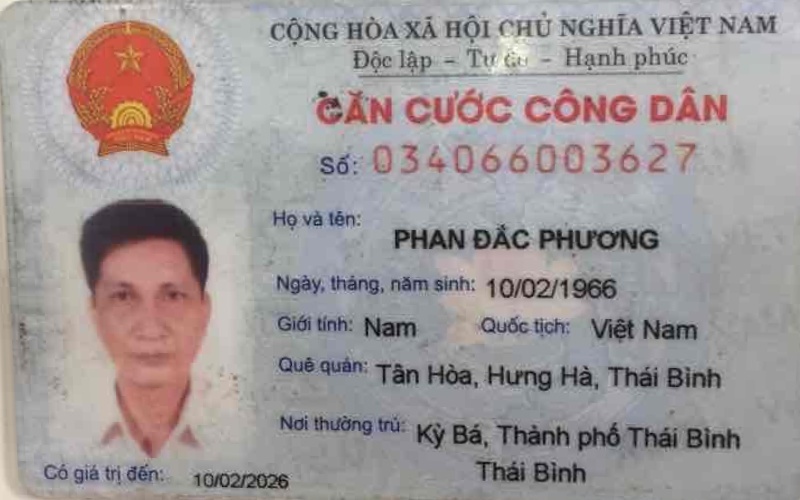 CỘNG HÒA XÃ HỘI CHỦ NGHĨA VIỆT NAM
Độc lập - Tự do - Hạnh phúc
CĂN CƯỚC CÔNG DÂN
Số: 034066003627
Họ và tên:
PHAN ĐẮC PHƯƠNG
Ngày, tháng, năm sinh: 10/02/1966
Giới tính: Nam Quốc tịch: Việt Nam
Quê quán: Tân Hòa, Hưng Hà, Thái Bình
Nơi thường trú: Kỳ Bá, Thành phố Thái Bình
Thái Bình
Có giá trị đến: 10/02/2026